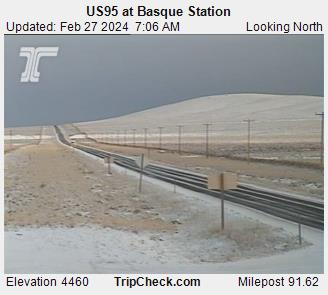 US95 at Basque Station
Updated: Feb 27 2024 7:06 AM Looking North
Elevation 4460 TripCheck.com Milepost 91.62